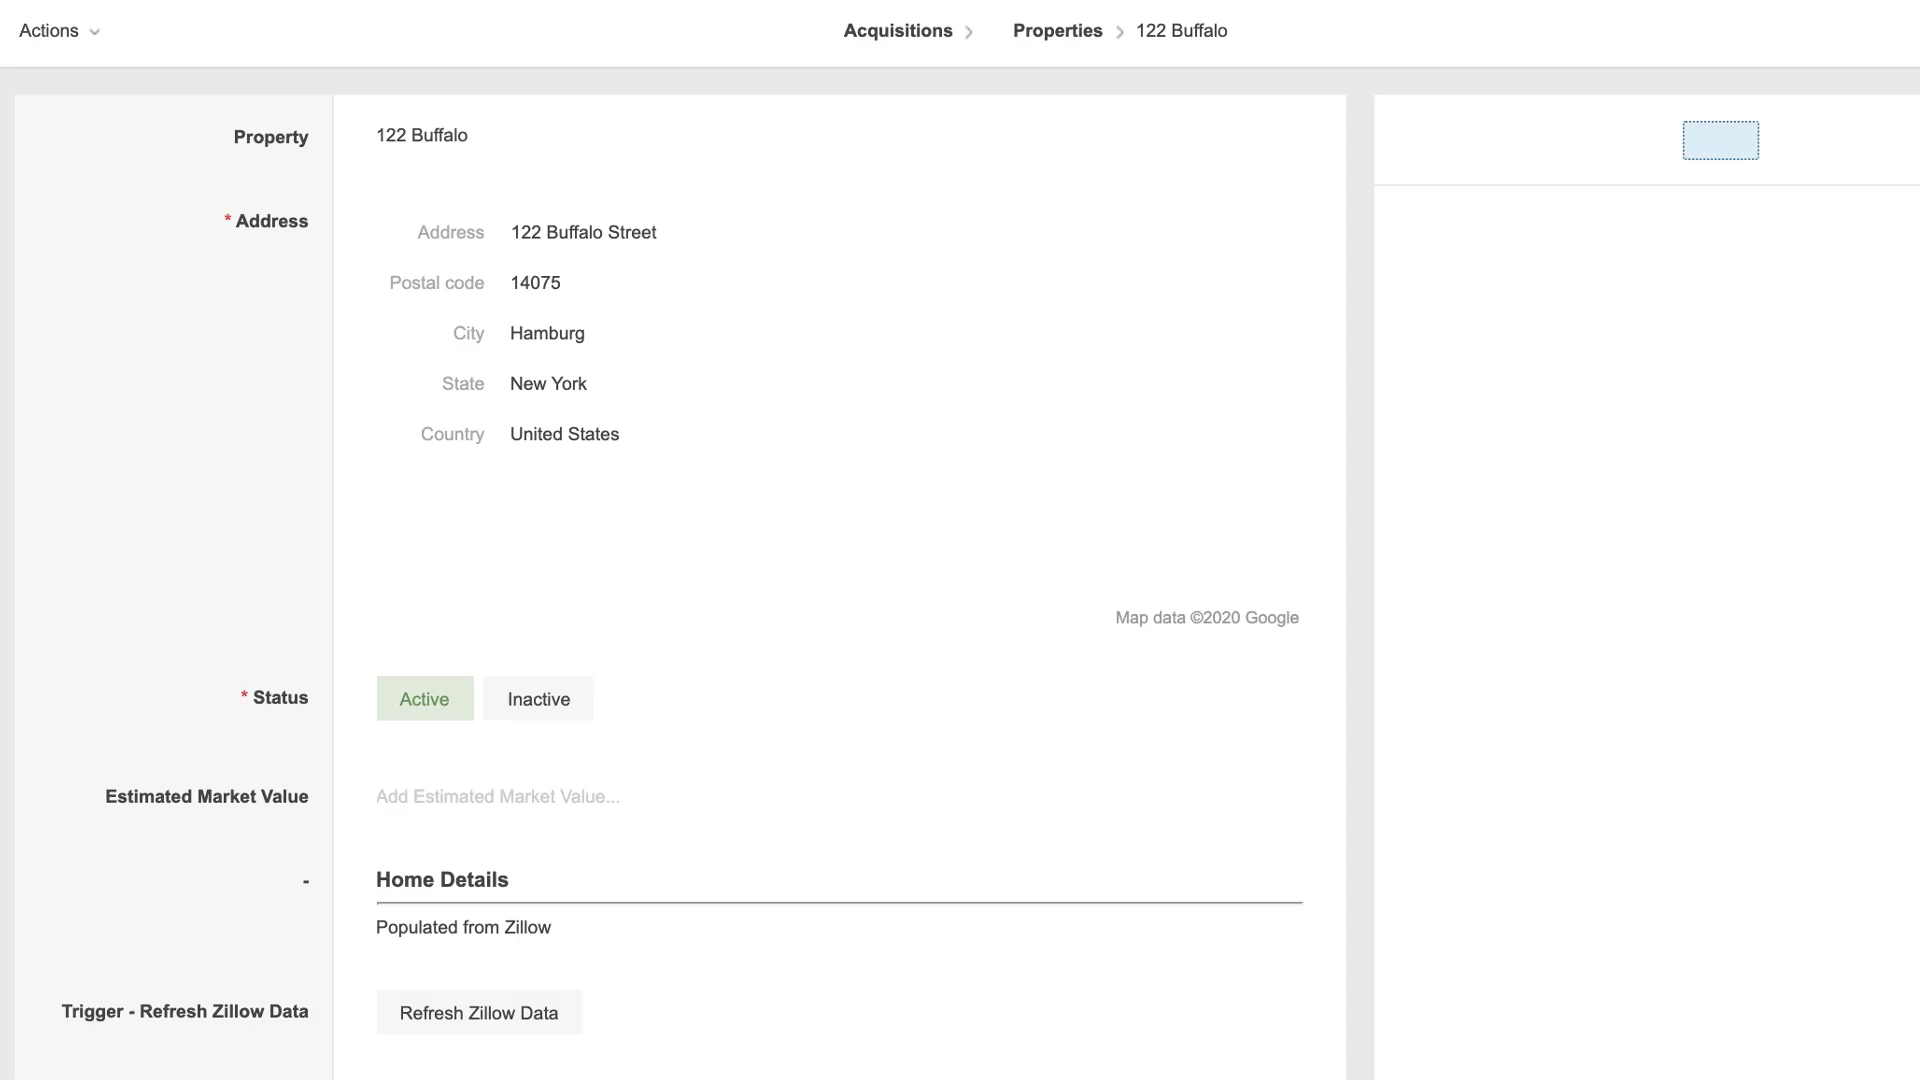 Actions
Acquisitions
Properties
122 Buffalo
Property
122 Buffalo
* Address
Address
122 Buffalo Street
Postal code
14075
City
Hamburg
State
New York
Country
United States
Map data ©2020 Google
* Status
Active
Inactive
Estimated Market Value
Add Estimated Market Value...
-
Home Details
Populated from Zillow
Trigger - Refresh Zillow Data
Refresh Zillow Data